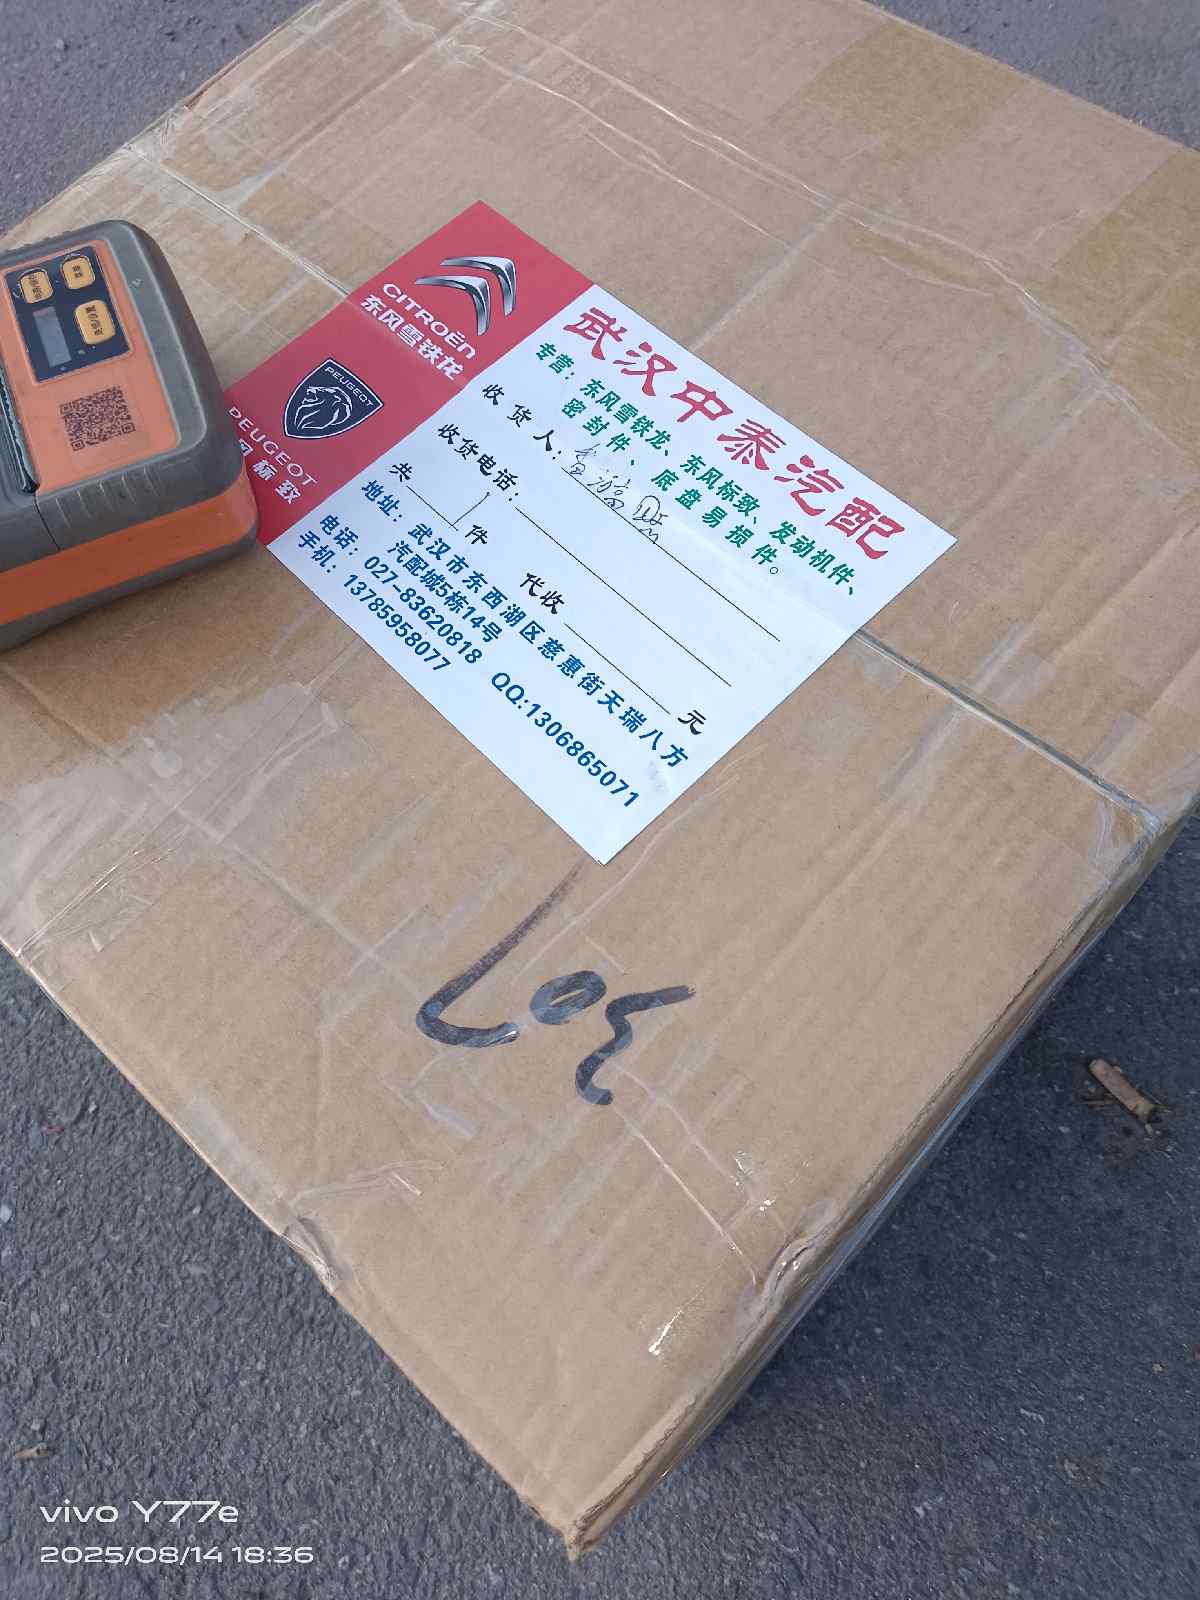 CITROËN
东风雪铁龙
PEUGEOT
PEUGEOT
风标致
武汉中泰汽配
专营：东风雪铁龙、东风标致、发动机件、
密封件、底盘易损件。
收货人：
收货电话：
共 1 件 代收 元
地址：武汉市东西湖区慈惠街天瑞八方
汽配城5栋14号
电话：027-83620818 QQ:1306865071
手机：13785958077
vivo Y77e
2025/08/14 18:36